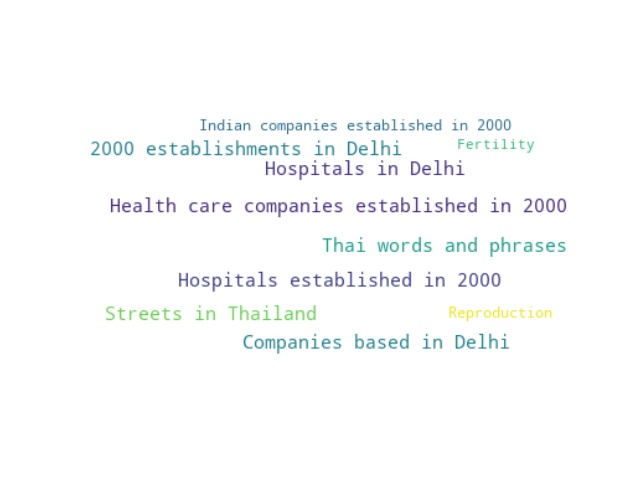 Indian companies established in 2000
2000 establishments in Delhi
Fertility
Hospitals in Delhi
Health care companies established in 2000
Thai words and phrases
Hospitals established in 2000
Streets in Thailand
Reproduction
Companies based in Delhi